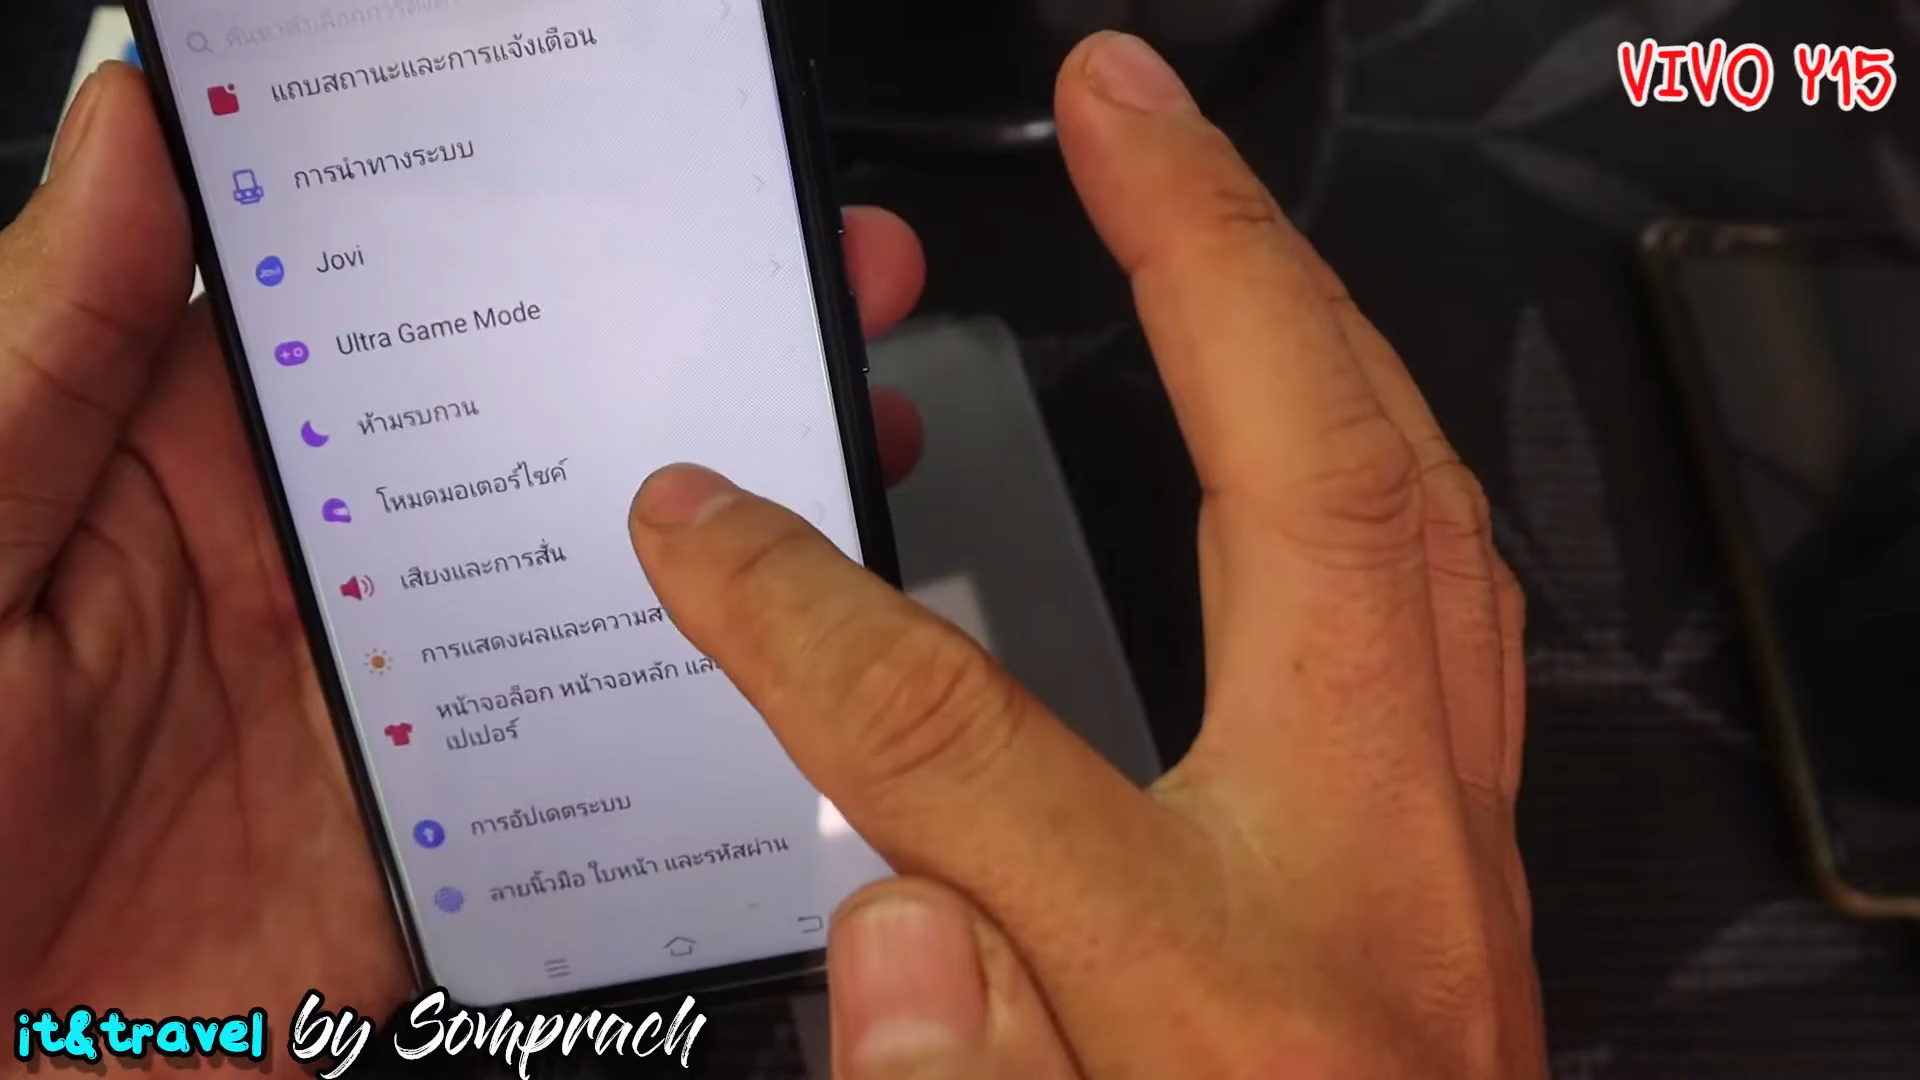 VIVO Y15
แถบสถานะและการแจ้งเตือน
การนำทางระบบ
Jovi
Ultra Game Mode
ห้ามรบกวน
โหมดมอเตอร์ไซค์
เสียงและการสั่น
การแสดงผลและความส
หน้าจอล็อก หน้าจอหลัก และ
เปเปอร์
การอัปเดตระบบ
ลายนิ้วมือ ใบหน้า และรหัสผ่าน
it&travel by Somprach